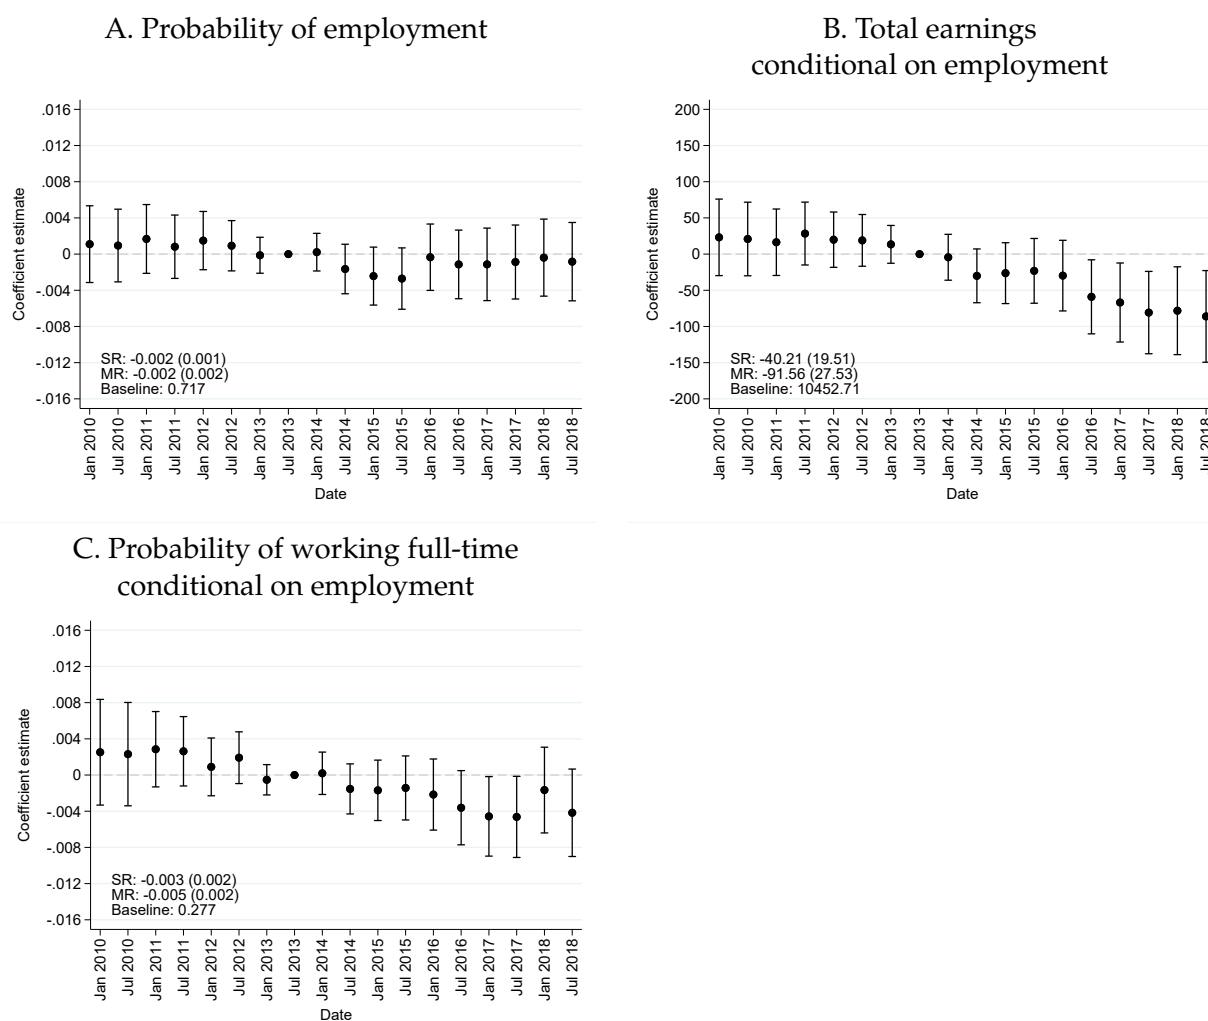 A. Probability of employment
.016
.012
.008
.004
0
-.004
-.008
-.012
-.016
Coefficient estimate
SR: -0.002 (0.001)
MR: -0.002 (0.002)
Baseline: 0.717
Jan 2010
Jul 2010
Jan 2011
Jul 2011
Jan 2012
Jul 2012
Jan 2013
Jul 2013
Jan 2014
Jul 2014
Jan 2015
Jul 2015
Jan 2016
Jul 2016
Jan 2017
Jul 2017
Jan 2018
Jul 2018
Date
B. Total earnings
conditional on employment
200
150
100
50
0
-50
-100
-150
-200
Coefficient estimate
SR: -40.21 (19.51)
MR: -91.56 (27.53)
Baseline: 10452.71
Jan 2010
Jul 2010
Jan 2011
Jul 2011
Jan 2012
Jul 2012
Jan 2013
Jul 2013
Jan 2014
Jul 2014
Jan 2015
Jul 2015
Jan 2016
Jul 2016
Jan 2017
Jul 2017
Jan 2018
Date
C. Probability of working full-time
conditional on employment
.016
.012
.008
.004
0
-.004
-.008
-.012
-.016
Coefficient estimate
SR: -0.003 (0.002)
MR: -0.005 (0.002)
Baseline: 0.277
Jan 2010
Jul 2010
Jan 2011
Jul 2011
Jan 2012
Jul 2012
Jan 2013
Jul 2013
Jan 2014
Jul 2014
Jan 2015
Jul 2015
Jan 2016
Jul 2016
Jan 2017
Jul 2017
Jan 2018
Jul 2018
Date